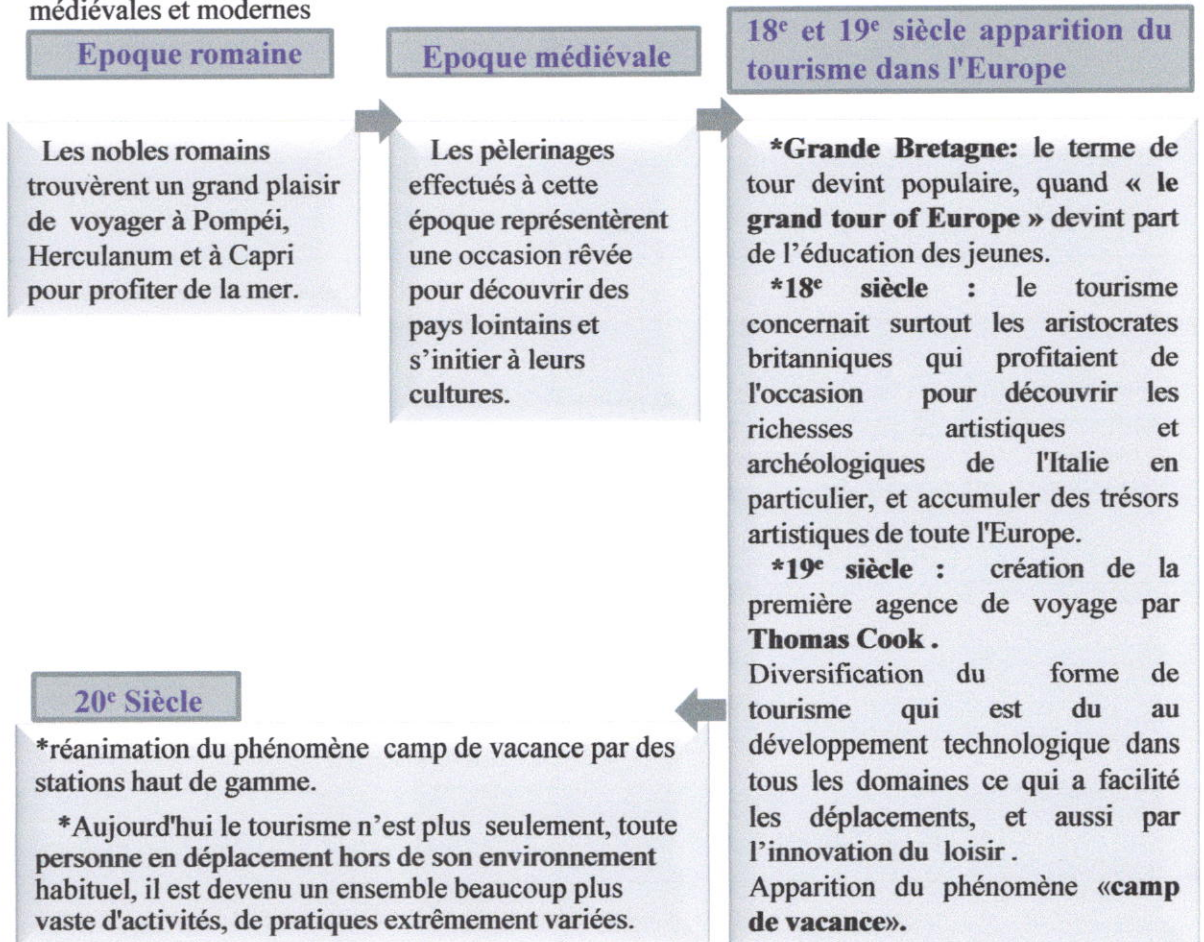 médiévales et modernes
Epoque romaine
Les nobles romains
trouvèrent un grand plaisir
de voyager à Pompéi,
Herculanum et à Capri
pour profiter de la mer.
Epoque médiévale
Les pèlerinages
effectués à cette
époque représentèrent
une occasion rêvée
pour découvrir des
pays lointains et
s'initier à leurs
cultures.
18e et 19e siècle apparition du
tourisme dans l'Europe
*Grande Bretagne: le terme de
tour devint populaire, quand « le
grand tour of Europe » devint part
de l'éducation des jeunes.
*18e siècle : le tourisme
concernait surtout les aristocrates
britanniques qui profitaient de
l'occasion pour découvrir les
richesses artistiques et
archéologiques de l'Italie en
particulier, et accumuler des trésors
artistiques de toute l'Europe.
*19e siècle : création de la
première agence de voyage par
Thomas Cook .
Diversification du forme de
tourisme qui est du au
développement technologique dans
tous les domaines ce qui a facilité
les déplacements, et aussi par
l'innovation du loisir .
Apparition du phénomène «camp
de vacance».
20e Siècle
*réanimation du phénomène camp de vacance par des
stations haut de gamme.
*Aujourd'hui le tourisme n'est plus seulement, toute
personne en déplacement hors de son environnement
habituel, il est devenu un ensemble beaucoup plus
vaste d'activités, de pratiques extrêmement variées.